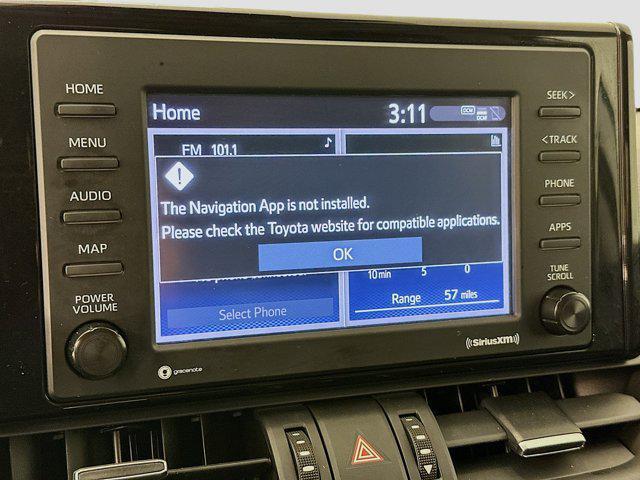 HOME
MENU
AUDIO
MAP
POWER
VOLUME
Home
3:11
DCM
DCM
FM 101.1
!
The Navigation App is not installed.
Please check the Toyota website for compatible applications.
OK
Select Phone
10 min 5 0
Range 57 miles
gracenote
((SiriusXM))
SEEK >
< TRACK
PHONE
APPS
TUNE
SCROLL